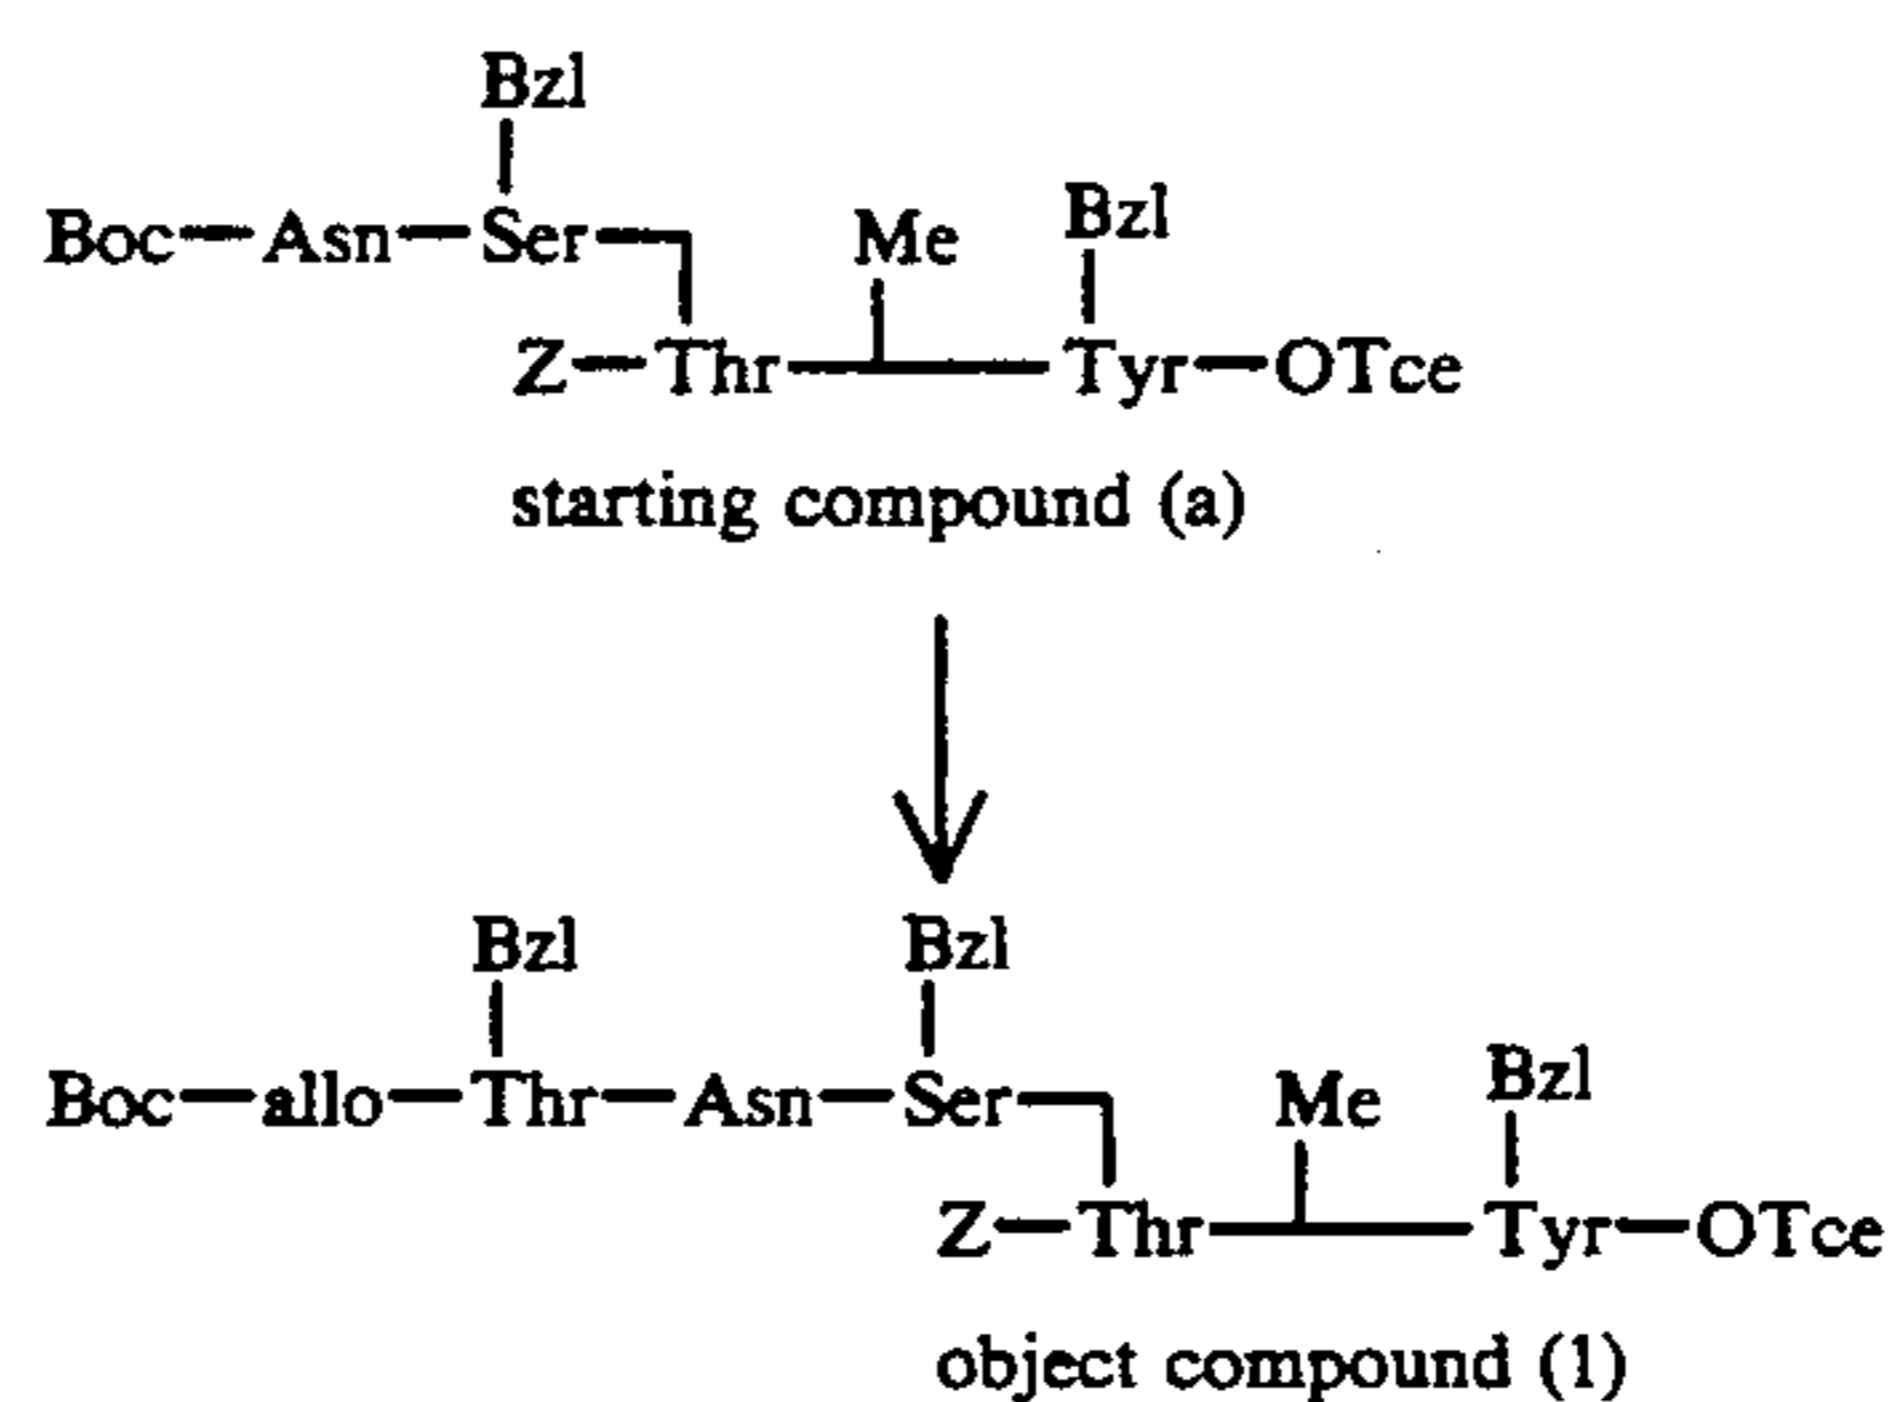 Bzl
Bzl
Boc—Asn—Ser
Me
Z—Thr
Tyr—OTce
starting compound (a)
Bzl
Bzl
Bzl
Boc—allo—Thr—Asn—Ser
Me
Z—Thr
Tyr—OTce
object compound (1)